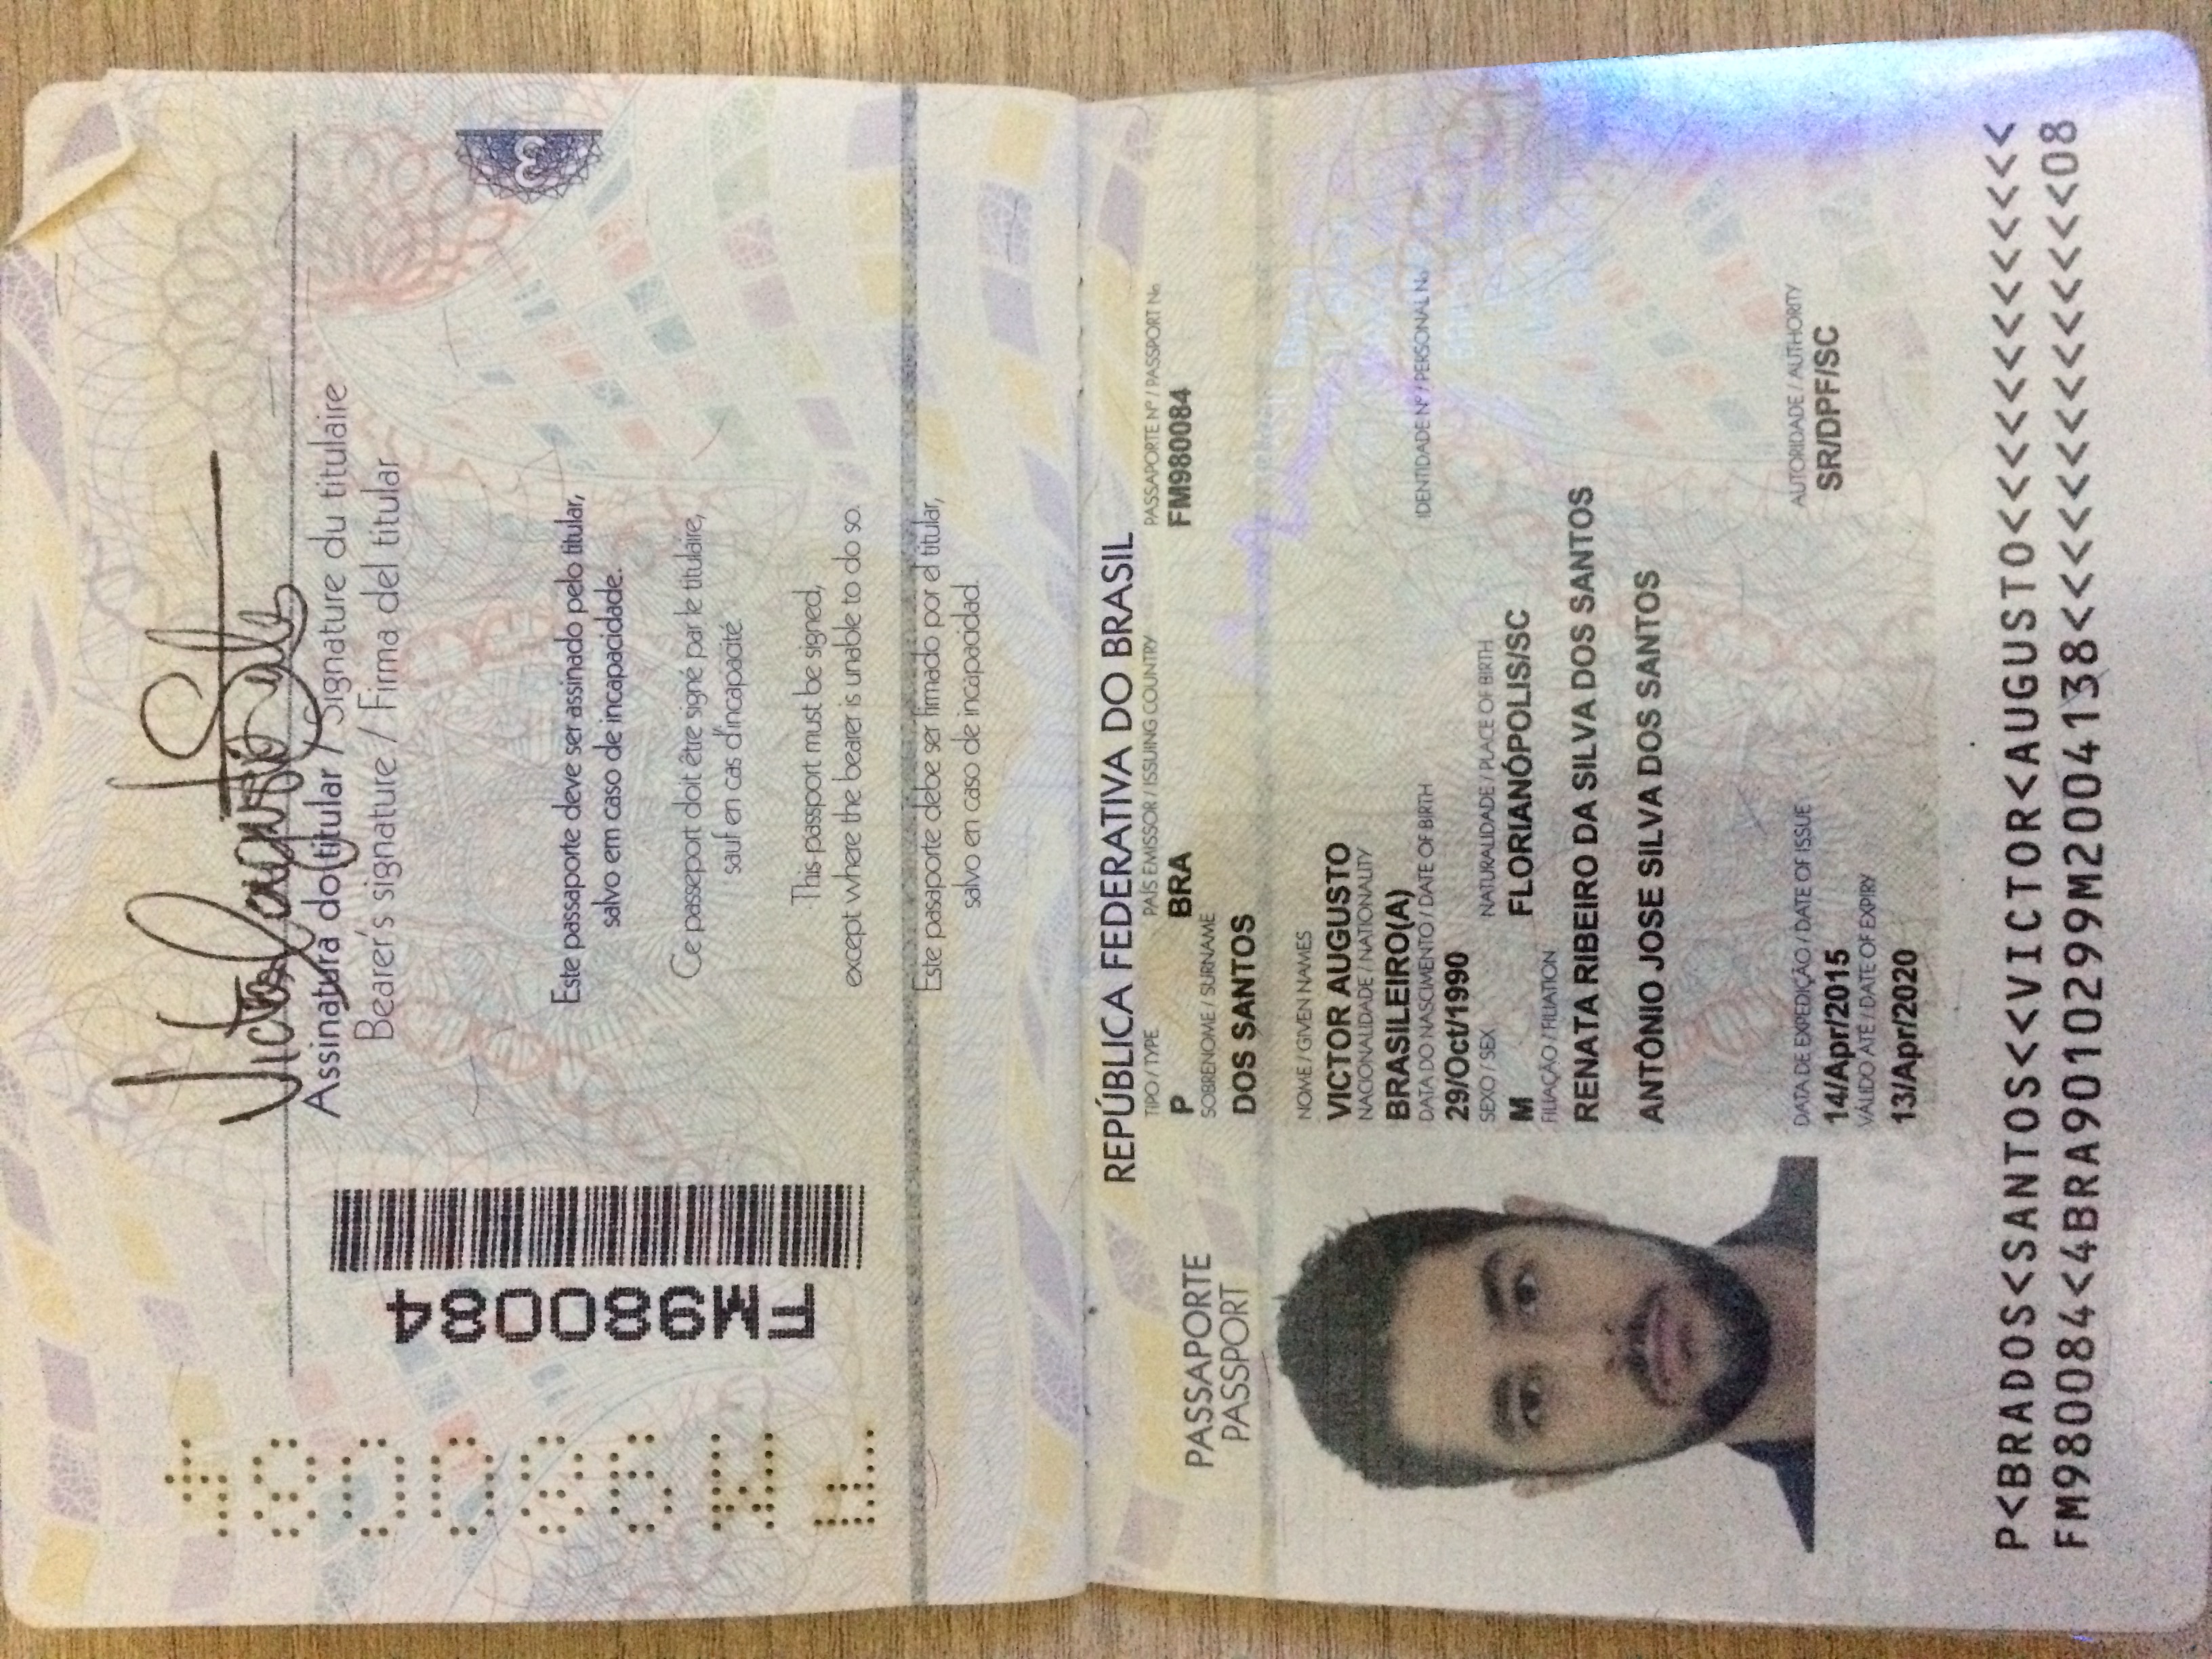 Victor Augusto Santos
Assinatura do titular / Signature du titulaire
Bearer's signature / Firma del titular
FM980084
FM980084
3
Este passaporte deve ser assinado pelo titular,
salvo em caso de incapacidade.
Ce passeport doit être signé par le titulaire,
sauf en cas d'incapacité.
This passport must be signed,
except where the bearer is unable to do so.
Este pasaporte debe ser firmado por el titular,
salvo en caso de incapacidad.
REPÚBLICA FEDERATIVA DO BRASIL
PASSAPORTE
PASSPORT
TIPO / TYPE PAÍS EMISSOR / ISSUING COUNTRY PASSAPORTE Nº / PASSPORT No
P BRA FM980084
SOBRENOME / SURNAME
DOS SANTOS
NOME / GIVEN NAMES
VICTOR AUGUSTO
NACIONALIDADE / NATIONALITY
BRASILEIRO(A)
DATA DO NASCIMENTO / DATE OF BIRTH IDENTIDADE Nº / PERSONAL No
29/Oct/1990
SEXO / SEX NATURALIDADE / PLACE OF BIRTH
M FLORIANÓPOLIS/SC
FILIAÇÃO / FILIATION
RENATA RIBEIRO DA SILVA DOS SANTOS
ANTÔNIO JOSE SILVA DOS SANTOS
DATA DE EXPEDIÇÃO / DATE OF ISSUE AUTORIDADE / AUTHORITY
14/Apr/2015 SR/DPF/SC
VÁLIDO ATÉ / DATE OF EXPIRY
13/Apr/2020
P<BRADOS<SANTOS<<VICTOR<AUGUSTO<<<<<<<<<<<<<
FM980084<4BRA9010299M2004138<<<<<<<<<<<<<<08